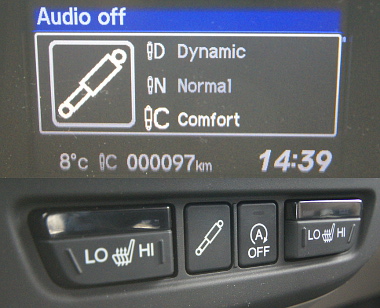 Audio off
D Dynamic
N Normal
C Comfort
8°c C 000097km 14:39
LO HI A OFF LO HI